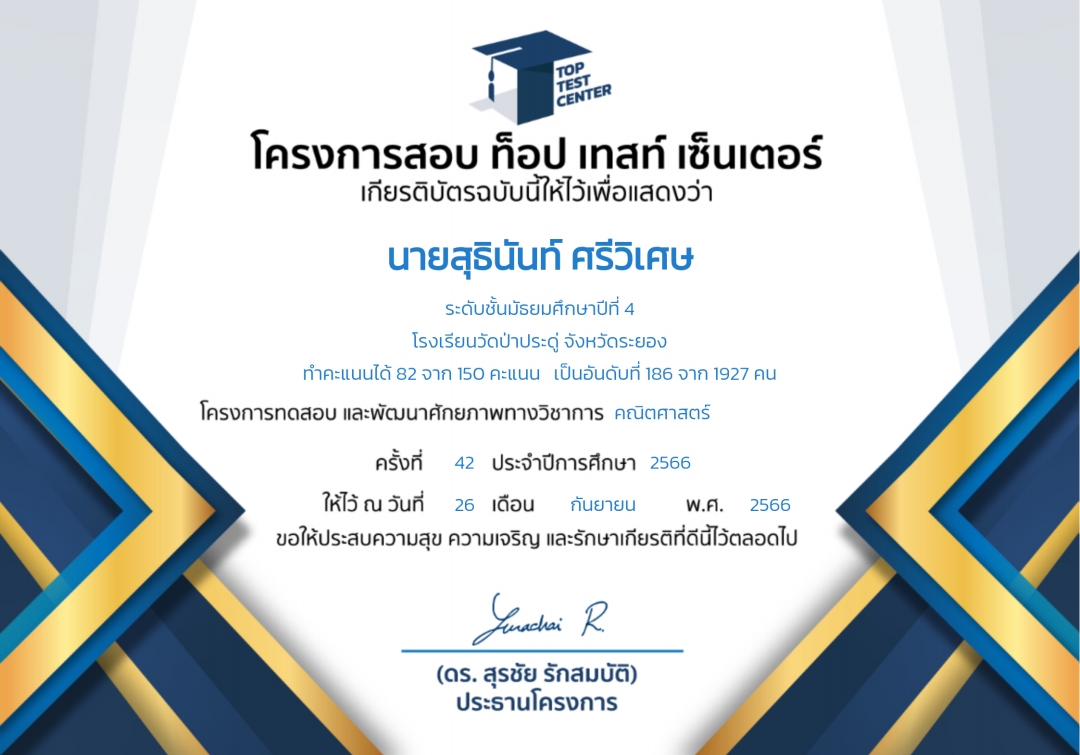 TOP
TEST
CENTER
โครงการสอบ ท็อป เทสท์ เซ็นเตอร์
เกียรติบัตรฉบับนี้ให้ไว้เพื่อแสดงว่า
นายสุธินันท์ ศรีวิเศษ
ระดับชั้นมัธยมศึกษาปีที่ 4
โรงเรียนวัดป่าประดู่ จังหวัดระยอง
ทำคะแนนได้ 82 จาก 150 คะแนน เป็นอันดับที่ 186 จาก 1927 คน
โครงการทดสอบ และพัฒนาศักยภาพทางวิชาการ คณิตศาสตร์
ครั้งที่ 42 ประจำปีการศึกษา 2566
ให้ไว้ ณ วันที่ 26 เดือน กันยายน พ.ศ. 2566
ขอให้ประสบความสุข ความเจริญ และรักษาเกียรติที่ดีนี้ไว้ตลอดไป
(ดร. สุรชัย รักสมบัติ)
ประธานโครงการ